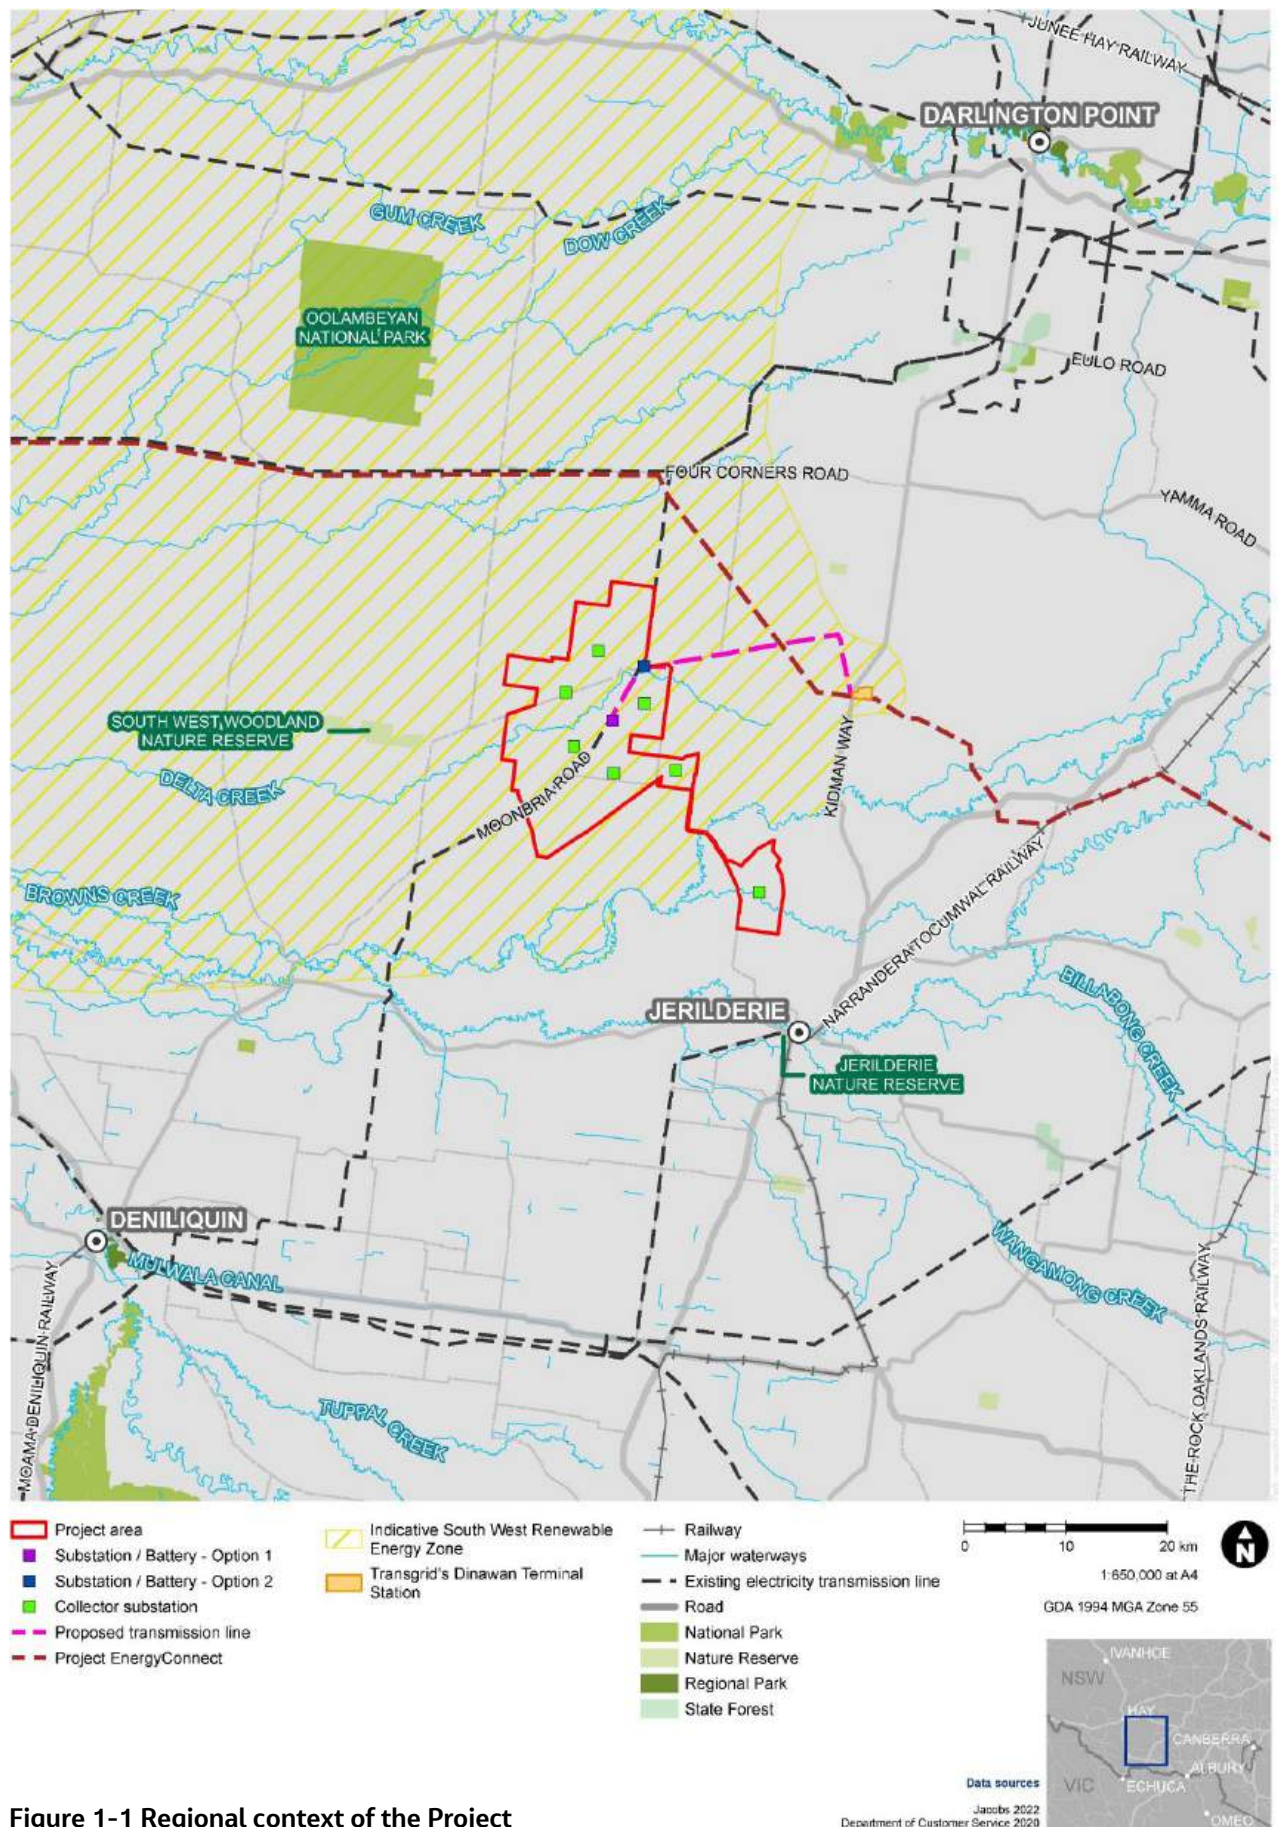 JUNEE HAY RAILWAY
DARLINGTON POINT
GUM CREEK
DOW CREEK
OOLAMBEYAN
NATIONAL PARK
EULO ROAD
FOUR CORNERS ROAD
YAMMA ROAD
SOUTH WEST WOODLAND
NATURE RESERVE
DELTA CREEK
MOONBRIA ROAD
KIDMAN WAY
BROWNS CREEK
NARRANDERA TOCUMWAL RAILWAY
JERILDERIE
BILLABONG CREEK
JERILDERIE
NATURE RESERVE
DENILIQUIN
MULWALA CANAL
WANGAMONG CREEK
MOAMA-DENILIQUIN RAILWAY
TUPPAL CREEK
THE ROCK OAKLANDS RAILWAY
Project area
Substation / Battery - Option 1
Substation / Battery - Option 2
Collector substation
Proposed transmission line
Project EnergyConnect
Indicative South West Renewable
Energy Zone
Transgrid's Dinawan Terminal
Station
Railway
Major waterways
Existing electricity transmission line
Road
National Park
Nature Reserve
Regional Park
State Forest
0 10 20 km
N
1:650,000 at A4
GDA 1994 MGA Zone 55
IVANHOE
NSW
HAY
CANBERRA
ALBURY
VIC
ECHUCA
OMEO
Data sources
Jacobs 2022
Department of Customer Service 2020
Figure 1-1 Regional context of the Project